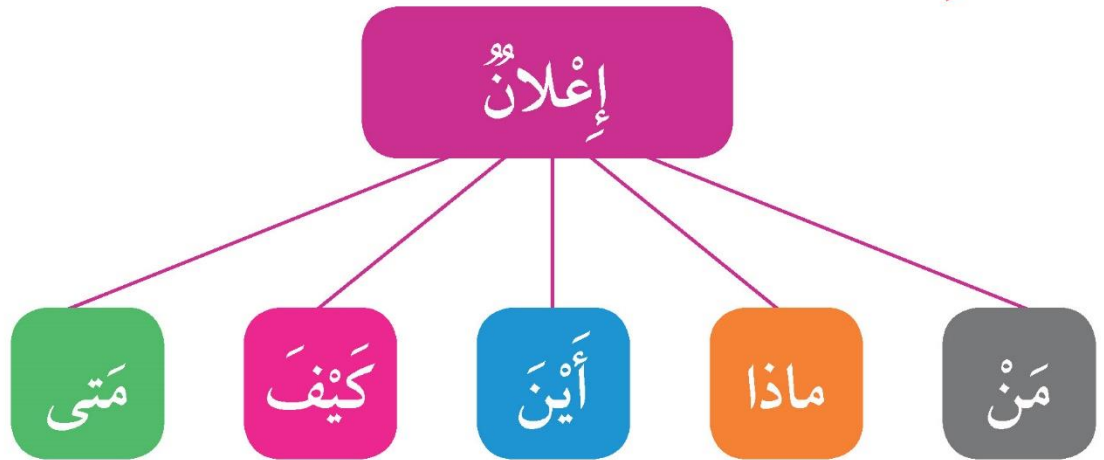 إِعْلانٌ
مَنْ
ماذا
أَيْنَ
كَيْفَ
مَتى